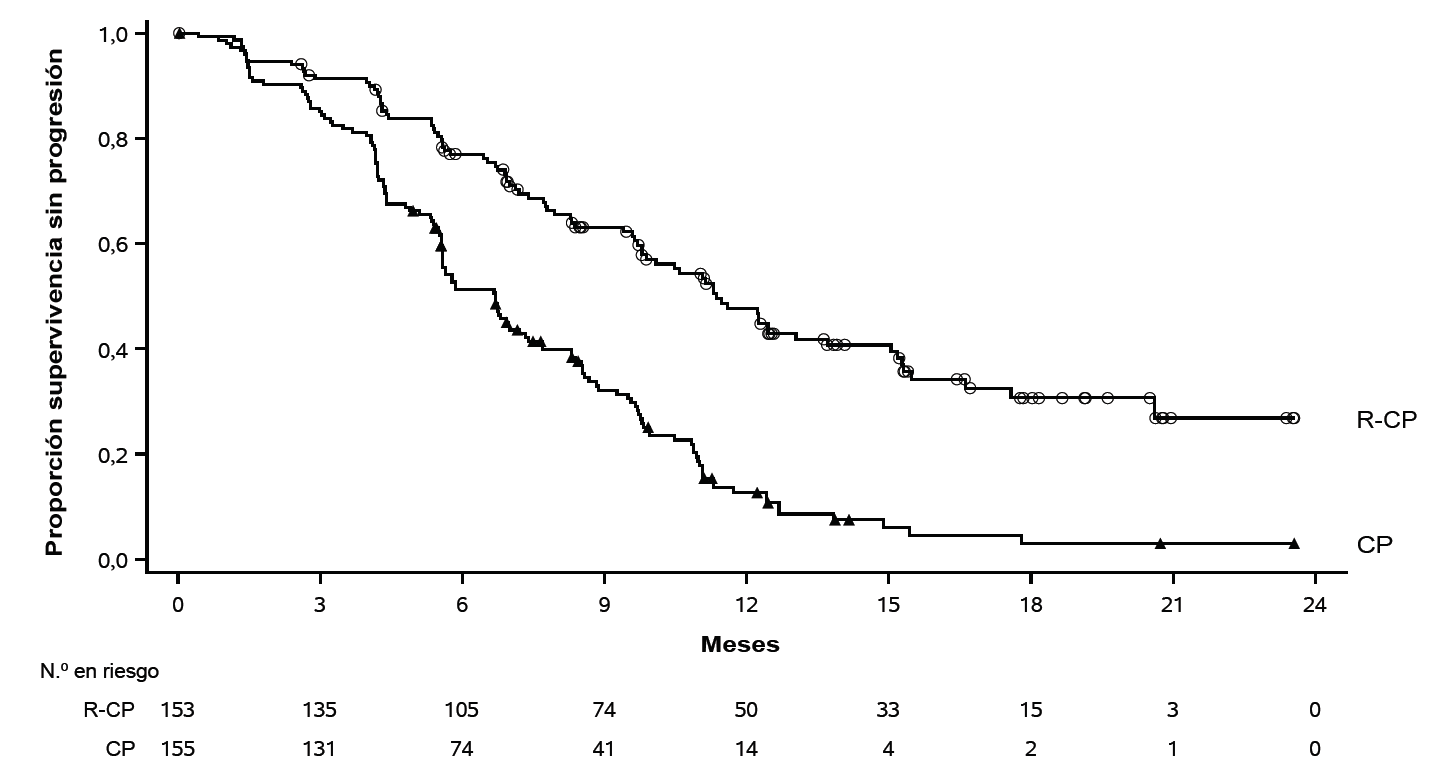 Proporción supervivencia sin progresión
1,0
0,8
0,6
0,4
0,2
0,0
R-CP
CP
0 3 6 9 12 15 18 21 24
Meses
N.º en riesgo
R-CP 153 135 105 74 50 33 15 3 0
CP 155 131 74 41 14 4 2 1 0